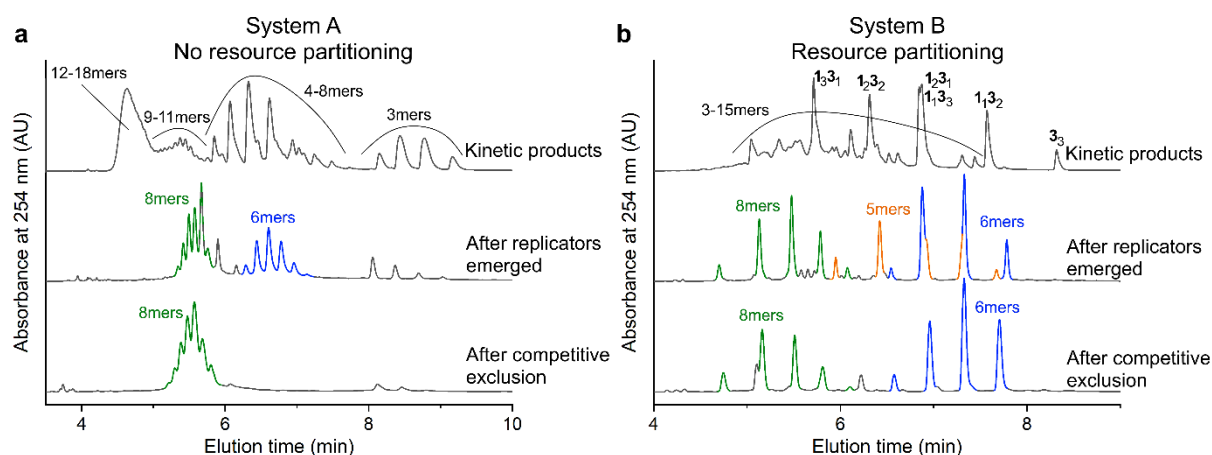 a
System A
No resource partitioning
12-18mers
9-11mers
4-8mers
3mers
Kinetic products
8mers
6mers
After replicators
emerged
8mers
After competitive
exclusion
Absorbance at 254 nm (AU)
4 6 8 10
Elution time (min)
b
System B
Resource partitioning
3-15mers
1₃3₁
1₂3₂
1₂3₁
1₁3₃
1₁3₂
3₃
Kinetic products
8mers
5mers
6mers
After replicators
emerged
8mers
6mers
After competitive
exclusion
Absorbance at 254 nm (AU)
4 6 8
Elution time (min)